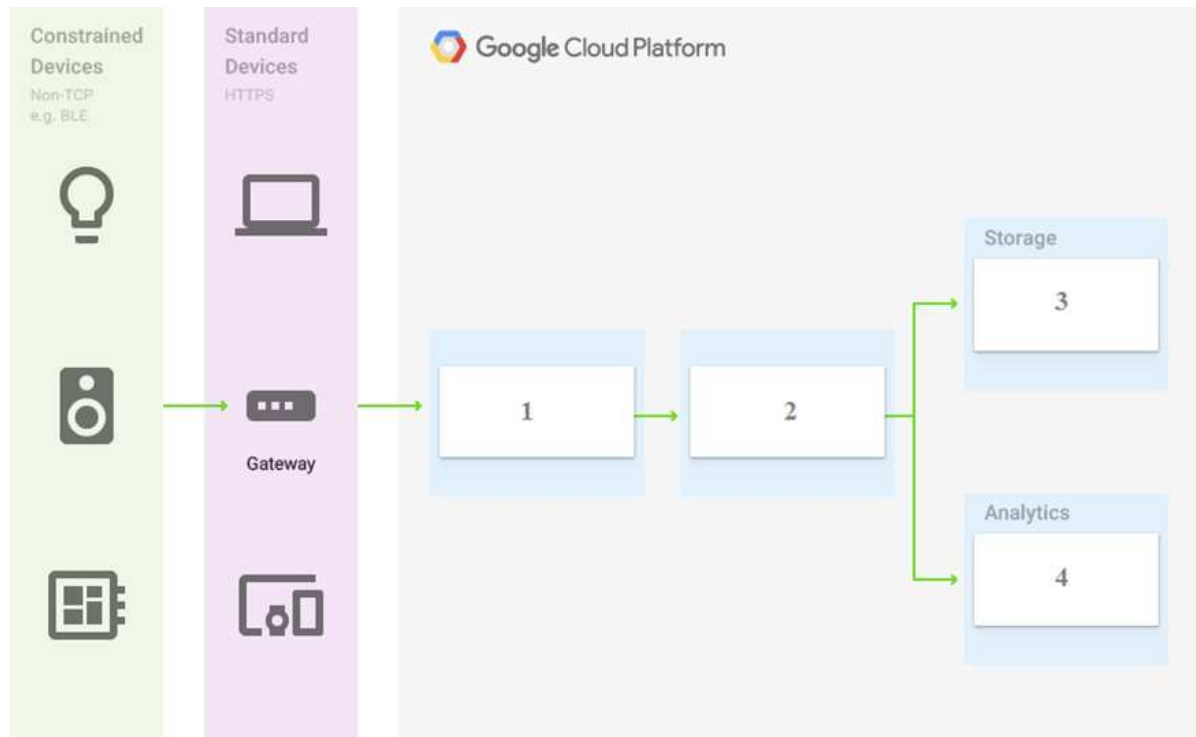 Constrained
Devices
Non-TCP
e.g. BLE
Standard
Devices
HTTPS
Gateway
Google Cloud Platform
1
2
Storage
3
Analytics
4